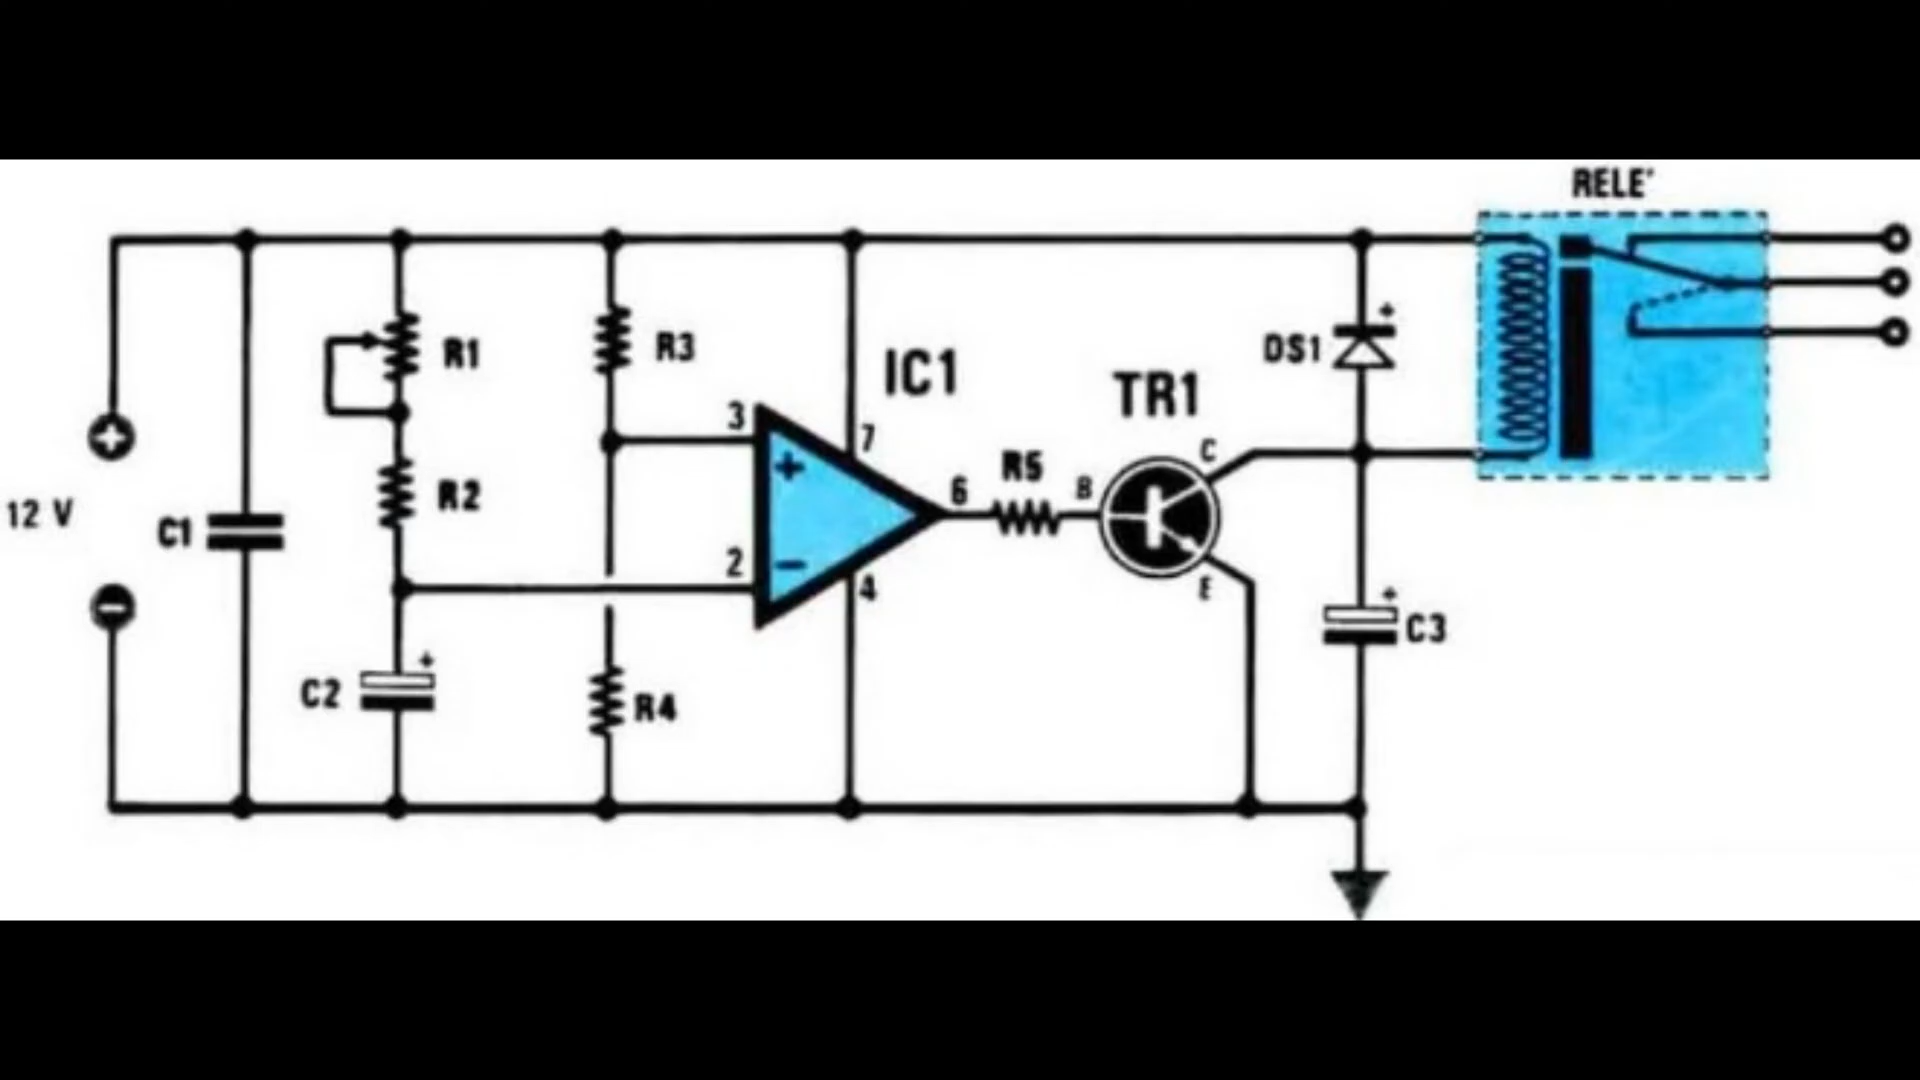 RELE'
R1
R3
IC1
DS1
+
TR1
3
7
+
C
12 V
+
-
C1
R2
6
R5
B
2
-
4
E
+
C3
C2
+
R4